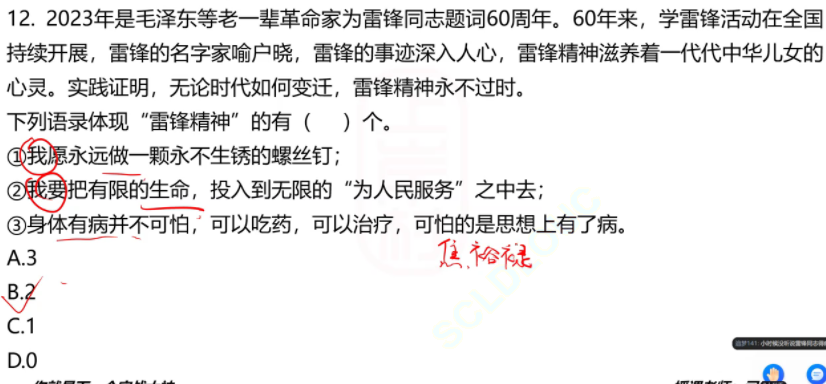 12. 2023年是毛泽东等老一辈革命家为雷锋同志题词60周年。60年来，学雷锋活动在全国
持续开展，雷锋的名字家喻户晓，雷锋的事迹深入人心，雷锋精神滋养着一代代中华儿女的
心灵。实践证明，无论时代如何变迁，雷锋精神永不过时。
下列语录体现“雷锋精神”的有（ ）个。
①我愿永远做一颗永不生锈的螺丝钉；
②我要把有限的生命，投入到无限的“为人民服务”之中去；
③身体有病并不可怕，可以吃药，可以治疗，可怕的是思想上有了病。
焦裕禄
A.3
B.2
C.1
D.0